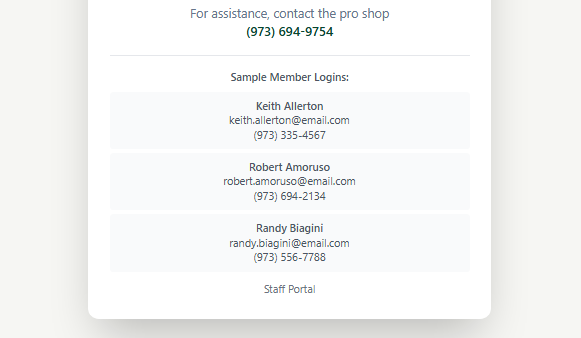 For assistance, contact the pro shop
(973) 694-9754
Sample Member Logins:
Keith Allerton
keith.allerton@email.com
(973) 335-4567
Robert Amoruso
robert.amoruso@email.com
(973) 694-2134
Randy Biagini
randy.biagini@email.com
(973) 556-7788
Staff Portal